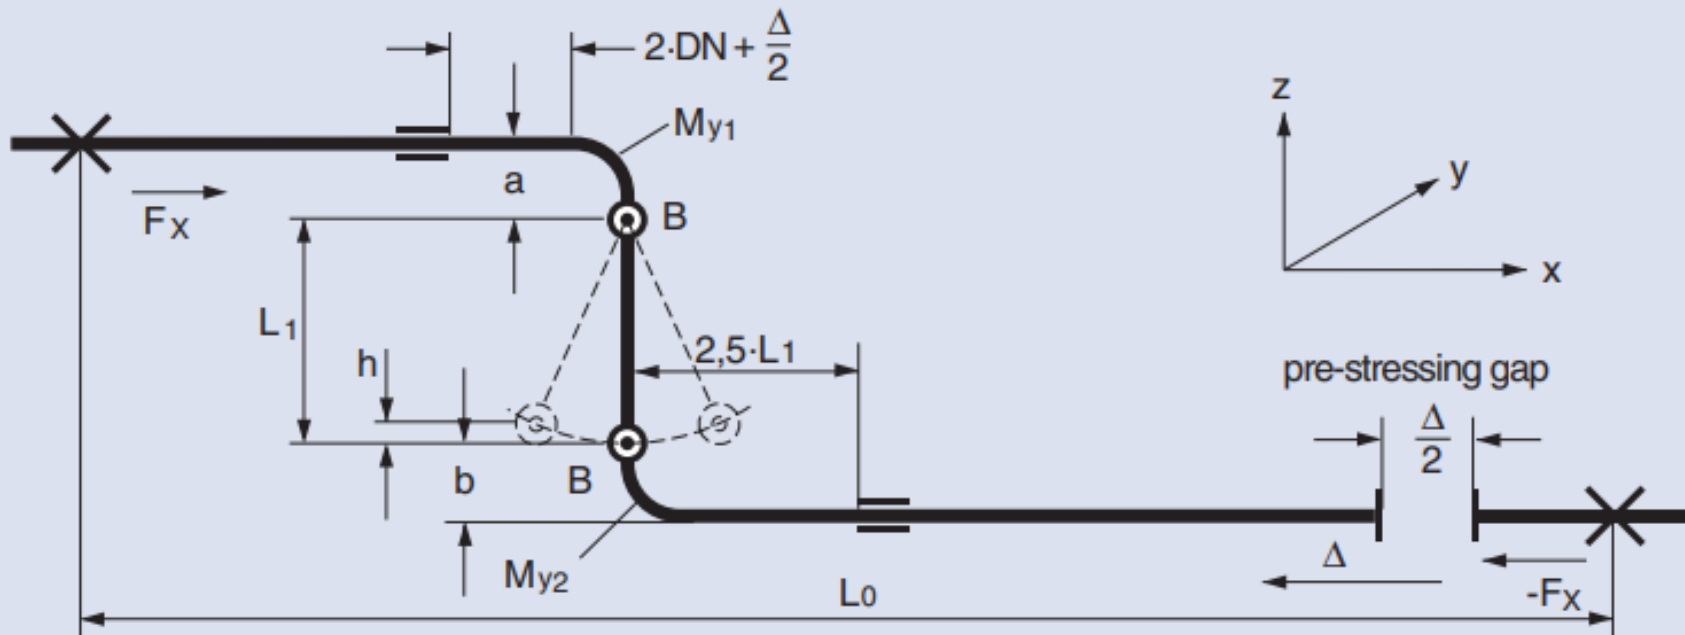 2·DN + Δ/2
z
My1
y
a
Fx
B
x
L1
2,5·L1
h
pre-stressing gap
Δ/2
b
B
My2
Δ
L0
-Fx